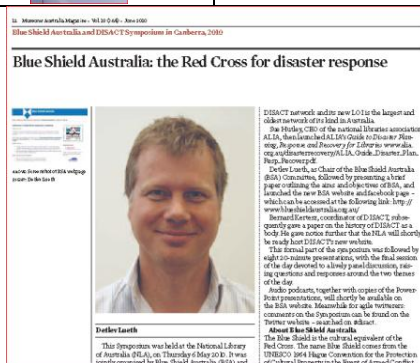 Museums Australia Magazine – Vol. 18 (4) – June 2010
Blue Shield Australia and DISACT Symposium in Canberra, 2010
Blue Shield Australia: the Red Cross for disaster response
above:
Detlev Lueth
This Symposium was held at the National Library
of Australia (NLA), on Thursday 6 May 2010. It was
DISACT network and its new LOI is the largest and
oldest network of its kind in Australia.
Sue Hutley, CEO of the national libraries association
ALIA, then launched ALIA's Guide to Disaster Plan-
ning, Response and Recovery for Libraries www.alia.
org.au/disasterrecovery/ALIA_Guide_Disaster_Plan_
Resp_Recov.pdf
Detlev Lueth, as Chair of the Blue Shield Australia
(BSA) Committee, followed by presenting a brief
paper outlining the aims and objectives of BSA, and
launched the new BSA website and facebook page –
which can be accessed at the following link: http://
www.blueshieldaustralia.org.au/
Bernard Kertesz, coordinator of DISACT, subse-
quently gave a paper on the history of DISACT as a
body. He gave notice further that the NLA will shortly
be ready host DISACT's new website.
This formal part of the symposium was followed by
eight 20-minute presentations, with the final session
of the day devoted to a lively panel discussion, rais-
ing questions and responses around the two themes
of the day.
Audio podcasts, together with copies of the Power-
Point presentations, will shortly be available on
the BSA website. Meanwhile for agile twitterers:
comments on the Symposium can be found on the
Twitter website – searched on #disact.
About Blue Shield Australia
The Blue Shield is the cultural equivalent of the
Red Cross. The name Blue Shield comes from the
UNESCO 1954 Hague Convention for the Protection